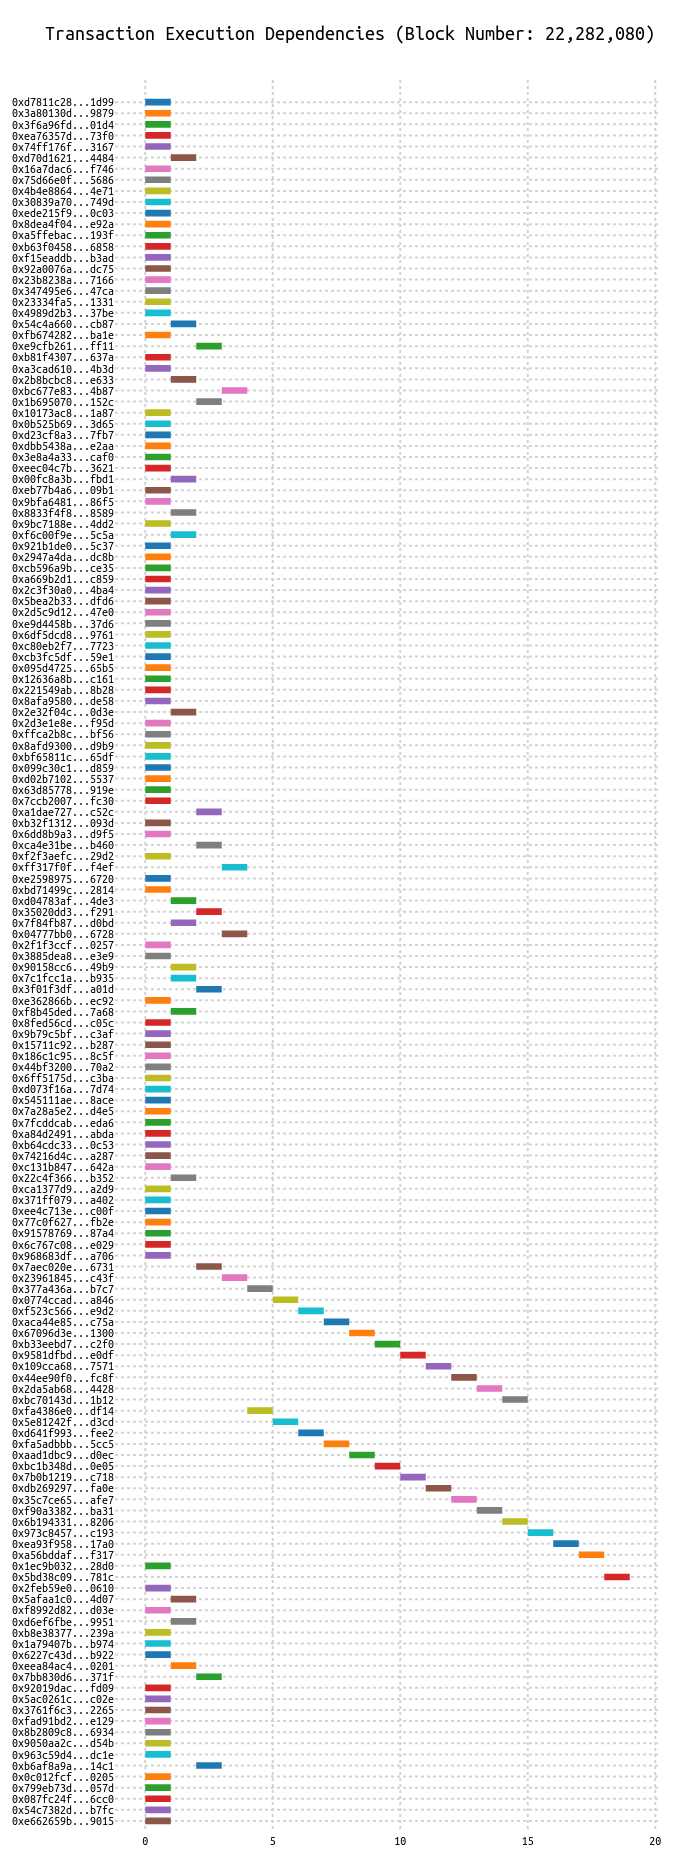 Transaction Execution Dependencies (Block Number: 22,282,080)
0xd7811c28...1d99
0x3a80130d...9879
0x3f6a96fd...01d4
0xea76357d...73f0
0x74ff176f...3167
0xd70d1621...4484
0x16a7dac6...f746
0x75d66e0f...5686
0x4b4e8864...4e71
0x30839a70...749d
0xede215f9...0c03
0x8dea4f04...e92a
0xa5ffebac...193f
0xb63f0458...6858
0xf15eaddb...b3ad
0x92a0076a...dc75
0x23b8238a...7166
0x347495e6...47ca
0x23334fa5...1331
0x4989d2b3...37be
0x54c4a660...cb87
0xfb674282...ba1e
0xe9cfb261...ff11
0xb81f4307...637a
0xa3cad610...4b3d
0x2b8bcbc8...e633
0xbc677e83...4b87
0x1b695070...152c
0x10173ac8...1a87
0x0b525b69...3d65
0xd23cf8a3...7fb7
0xdbb5438a...e2aa
0x3e8a4a33...caf0
0xeec04c7b...3621
0x00fc8a3b...fbd1
0xeb77b4a6...09b1
0x9bfa6481...86f5
0x8833f4f8...8589
0x9bc7188e...4dd2
0xf6c00f9e...5c5a
0x921b1de0...5c37
0x2947a4da...dc8b
0xcb596a9b...ce35
0xa669b2d1...c859
0x2c3f30a0...4ba4
0x5bea2b33...dfd6
0x2d5c9d12...47e0
0xe9d4458b...37d6
0x6df5dcd8...9761
0xc80eb2f7...7723
0xcb3fc5df...59e1
0x095d4725...65b5
0x12636a8b...c161
0x221549ab...8b28
0x8afa9580...de58
0x2e32f04c...0d3e
0x2d3e1e8e...f95d
0xffca2b8c...bf56
0x8afd9300...d9b9
0xbf65811c...65df
0x099c30c1...d859
0xd02b7102...5537
0x63d85778...919e
0x7ccb2007...fc30
0xa1dae727...c52c
0xb32f1312...093d
0x6dd8b9a3...d9f5
0xca4e31be...b460
0xf2f3aefc...29d2
0xff317f0f...f4ef
0xe2598975...6720
0xbd71499c...2814
0xd04783af...4de3
0x35020dd3...f291
0x7f84fb87...d0bd
0x04777bb0...6728
0x2f1f3ccf...0257
0x3885dea8...e3e9
0x90158cc6...49b9
0x7c1fcc1a...b935
0x3f01f3df...a01d
0xe362866b...ec92
0xf8b45ded...7a68
0x8fed56cd...c05c
0x9b79c5bf...c3af
0x15711c92...b287
0x186c1c95...8c5f
0x44bf3200...70a2
0x6ff5175d...c3ba
0xd073f16a...7d74
0x545111ae...8ace
0x7a28a5e2...d4e5
0x7fcddcab...eda6
0xa84d2491...abda
0xb64cdc33...0c53
0x74216d4c...a287
0xc131b847...642a
0x22c4f366...b352
0xca1377d9...a2d9
0x371ff079...a402
0xee4c713e...c00f
0x77c0f627...fb2e
0x91578769...87a4
0x6c767c08...e029
0x968683df...a706
0x7aec020e...6731
0x23961845...c43f
0x377a436a...b7c7
0x0774ccad...a846
0xf523c566...e9d2
0xaca44e85...c75a
0x67096d3e...1300
0xb33eebd7...c2f0
0x9581dfbd...e0df
0x109cca68...7571
0x44ee90f0...fc8f
0x2da5ab68...4428
0xbc70143d...1b12
0xfa4386e0...df14
0x5e81242f...d3cd
0xd641f993...fee2
0xfa5adbbb...5cc5
0xaad1dbc9...d0ec
0xbc1b348d...0e05
0x7b0b1219...c718
0xdb269297...fa0e
0x35c7ce65...afe7
0xf90a3382...ba31
0x6b194331...8206
0x973c8457...c193
0xea93f958...17a0
0xa56bddaf...f317
0x1ec9b032...28d0
0x5bd38c09...781c
0x2feb59e0...0610
0x5afaa1c0...4d07
0xf8992d82...d03e
0xd6ef6fbe...9951
0xb8e38377...239a
0x1a79407b...b974
0x6227c43d...b922
0xeea84ac4...0201
0x7bb830d6...371f
0x92019dac...fd09
0x5ac0261c...c02e
0x3761f6c3...2265
0xfad91bd2...e129
0x8b2809c8...6934
0x9050aa2c...d54b
0x963c59d4...dc1e
0xb6af8a9a...14c1
0x0c012fcf...0205
0x799eb73d...057d
0x087fc24f...6cc0
0x54c7382d...b7fc
0xe662659b...9015
0 5 10 15 20